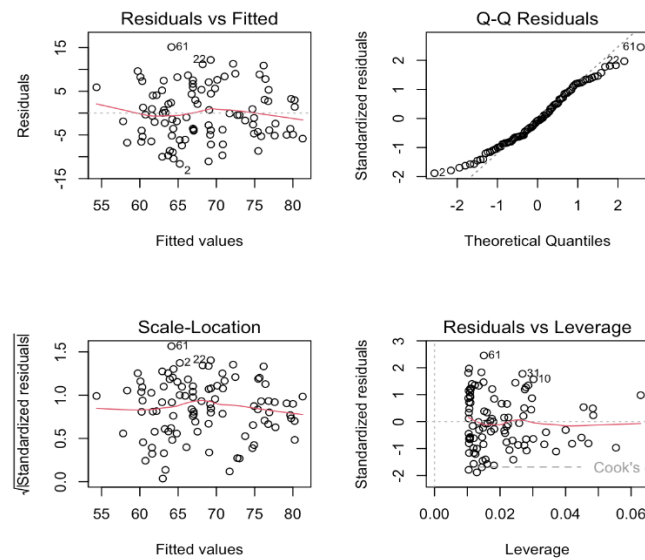 Residuals vs Fitted
Residuals
15
5
-5
-15
61
22
2
55 60 65 70 75 80
Fitted values
Q-Q Residuals
Standardized residuals
2
1
0
-1
-2
61
22
2
-2 -1 0 1 2
Theoretical Quantiles
Scale-Location
√|Standardized residuals|
1.5
1.0
0.5
0.0
61
2 22
55 60 65 70 75 80
Fitted values
Residuals vs Leverage
Standardized residuals
3
2
1
0
-1
-2
61
31
10
Cook's
0.00 0.02 0.04 0.06
Leverage